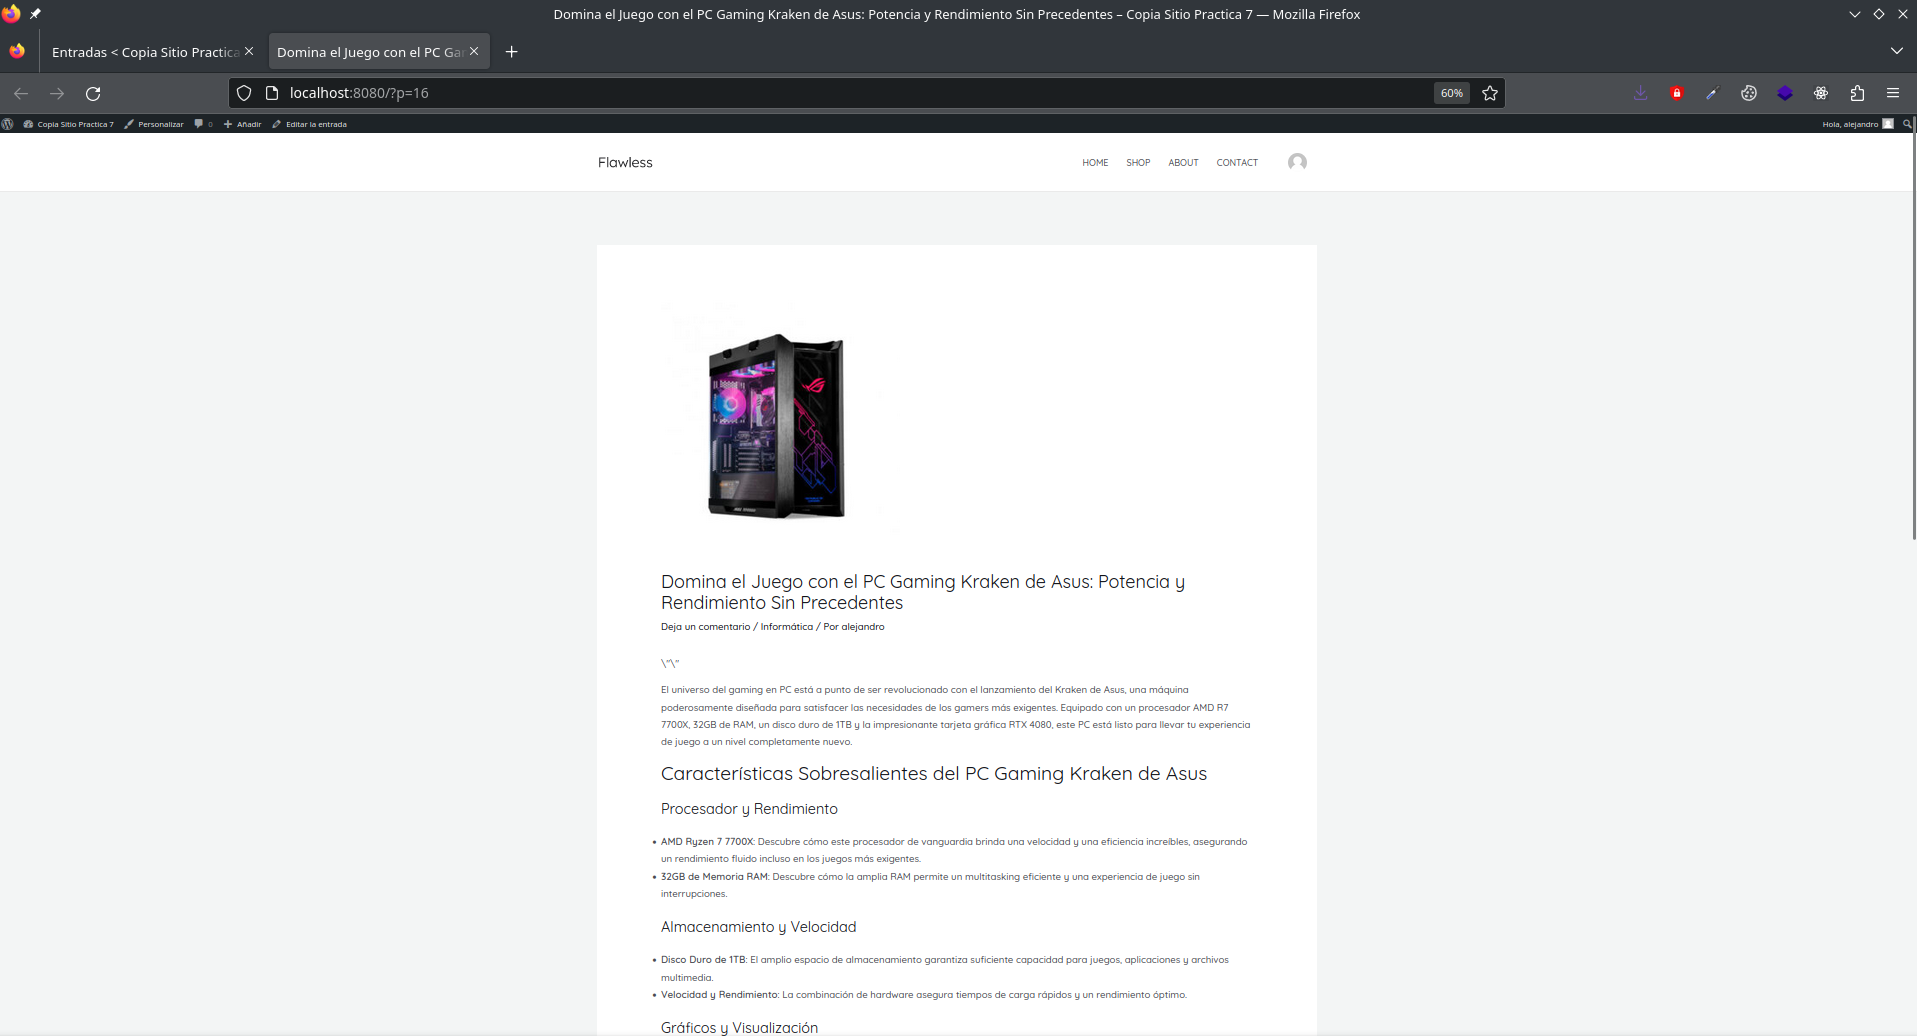 Domina el Juego con el PC Gaming Kraken de Asus: Potencia y Rendimiento Sin Precedentes – Copia Sitio Practica 7 — Mozilla Firefox
Entradas < Copia Sitio Practica
Domina el Juego con el PC Ga
localhost:8080/?p=16
60%
Copia Sitio Practica 7
Personalizar
0
Añadir
Editar la entrada
Hola, alejandro
Flawless
HOME
SHOP
ABOUT
CONTACT
Domina el Juego con el PC Gaming Kraken de Asus: Potencia y
Rendimiento Sin Precedentes
Deja un comentario / Informática / Por alejandro
\"\"
El universo del gaming en PC está a punto de ser revolucionado con el lanzamiento del Kraken de Asus, una máquina
poderosamente diseñada para satisfacer las necesidades de los gamers más exigentes. Equipado con un procesador AMD R7
7700X, 32GB de RAM, un disco duro de 1TB y la impresionante tarjeta gráfica RTX 4080, este PC está listo para llevar tu experiencia
de juego a un nivel completamente nuevo.
Características Sobresalientes del PC Gaming Kraken de Asus
Procesador y Rendimiento
• AMD Ryzen 7 7700X: Descubre cómo este procesador de vanguardia brinda una velocidad y una eficiencia increíbles, asegurando
un rendimiento fluido incluso en los juegos más exigentes.
• 32GB de Memoria RAM: Descubre cómo la amplia RAM permite un multitasking eficiente y una experiencia de juego sin
interrupciones.
Almacenamiento y Velocidad
• Disco Duro de 1TB: El amplio espacio de almacenamiento garantiza suficiente capacidad para juegos, aplicaciones y archivos
multimedia.
• Velocidad y Rendimiento: La combinación de hardware asegura tiempos de carga rápidos y un rendimiento óptimo.
Gráficos y Visualización